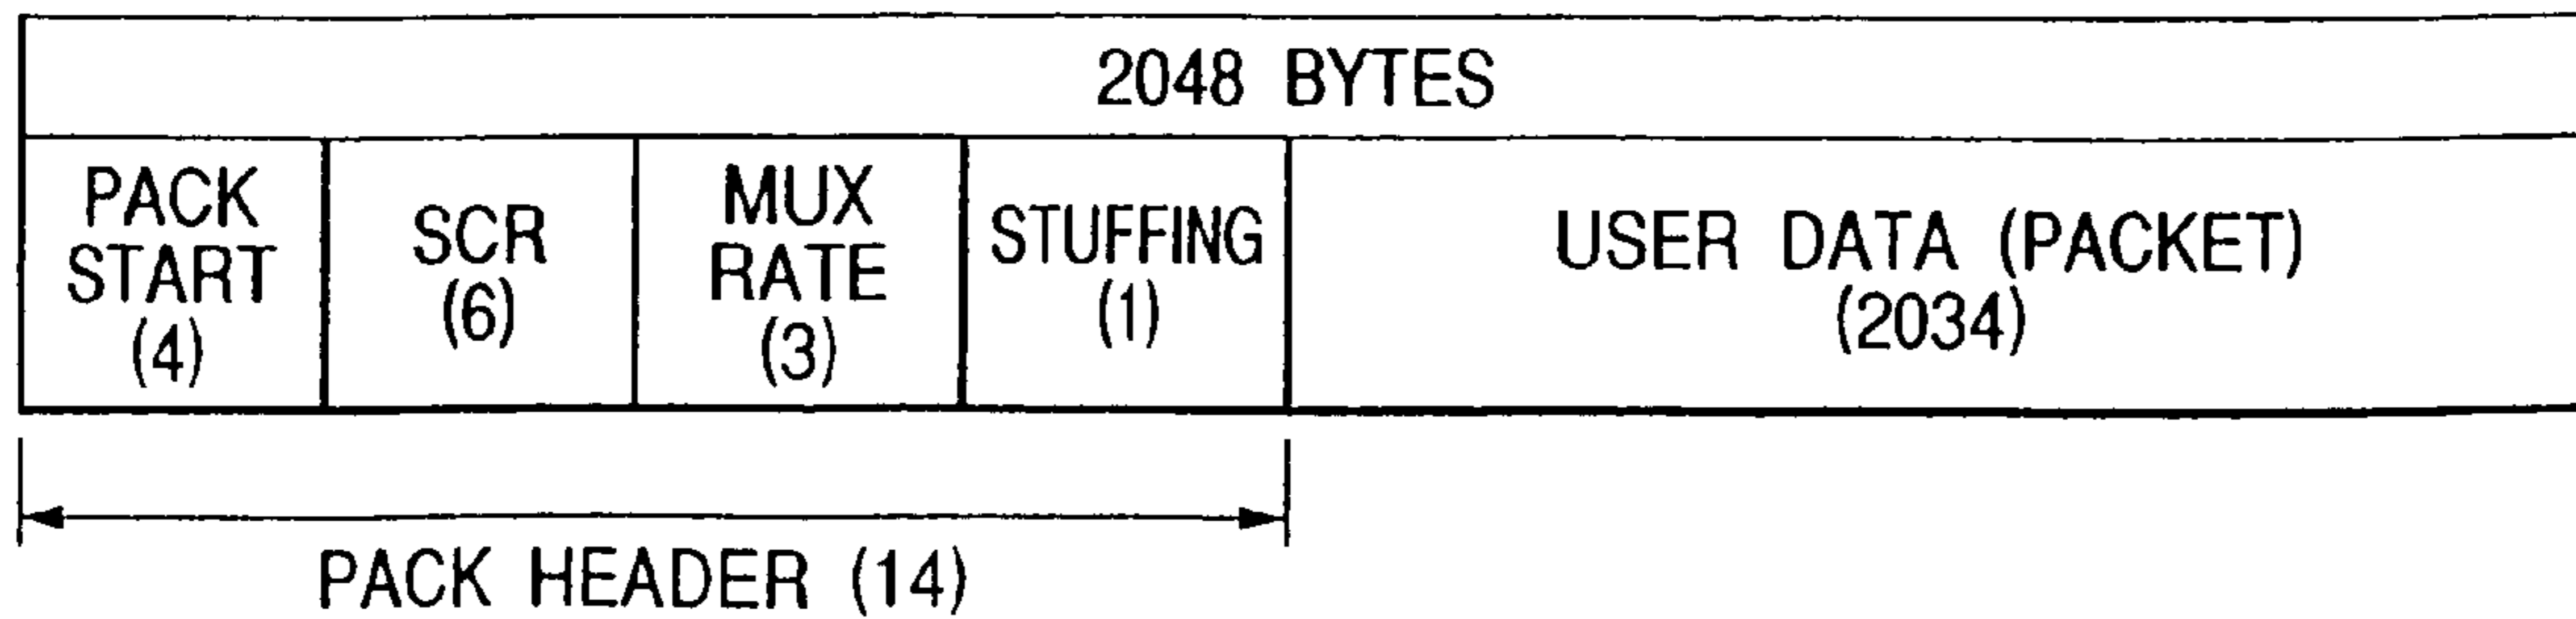 2048 BYTES
PACK
START
(4)
SCR
(6)
MUX
RATE
(3)
STUFFING
(1)
USER DATA (PACKET)
(2034)
PACK HEADER (14)